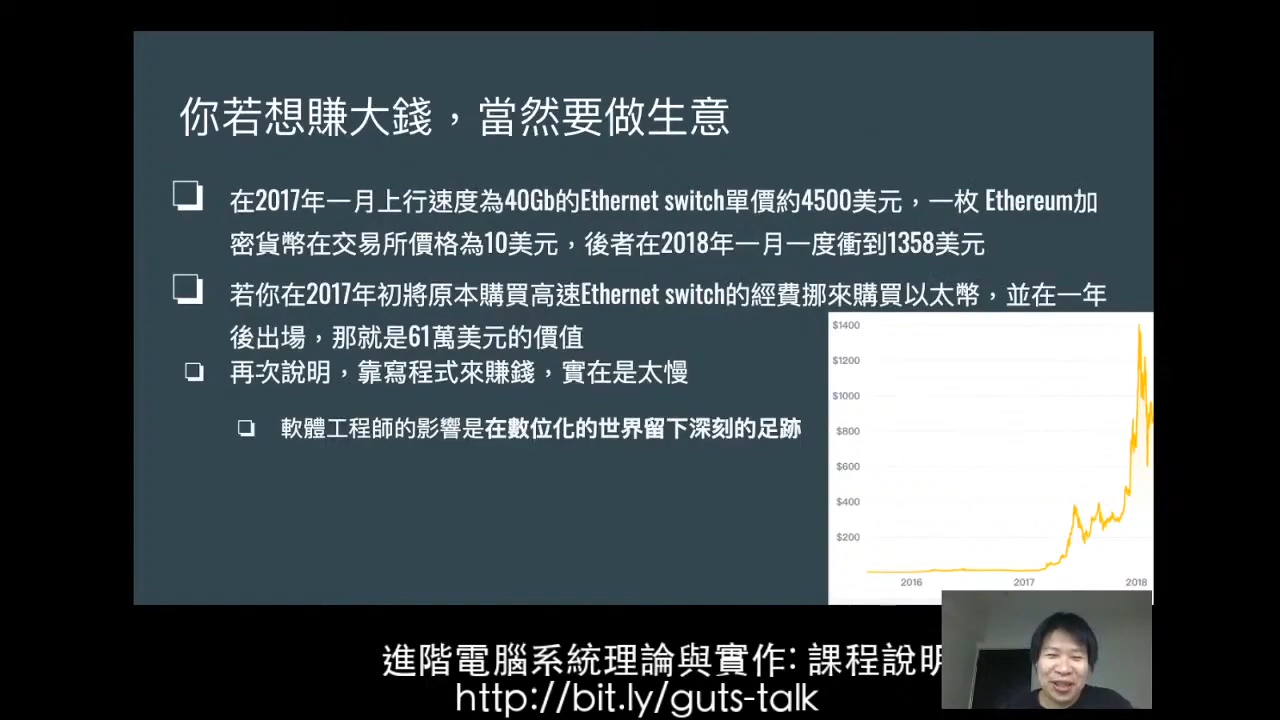 你若想賺大錢，當然要做生意
在2017年一月上行速度為40Gb的Ethernet switch單價約4500美元，一枚 Ethereum加
密貨幣在交易所價格為10美元，後者在2018年一月一度衝到1358美元
若你在2017年初將原本購買高速Ethernet switch的經費挪來購買以太幣，並在一年
後出場，那就是61萬美元的價值
再次說明，靠寫程式來賺錢，實在是太慢
軟體工程師的影響是在數位化的世界留下深刻的足跡
$1400
$1200
$1000
$800
$600
$400
$200
2016
2017
2018
進階電腦系統理論與實作: 課程說明
http://bit.ly/guts-talk